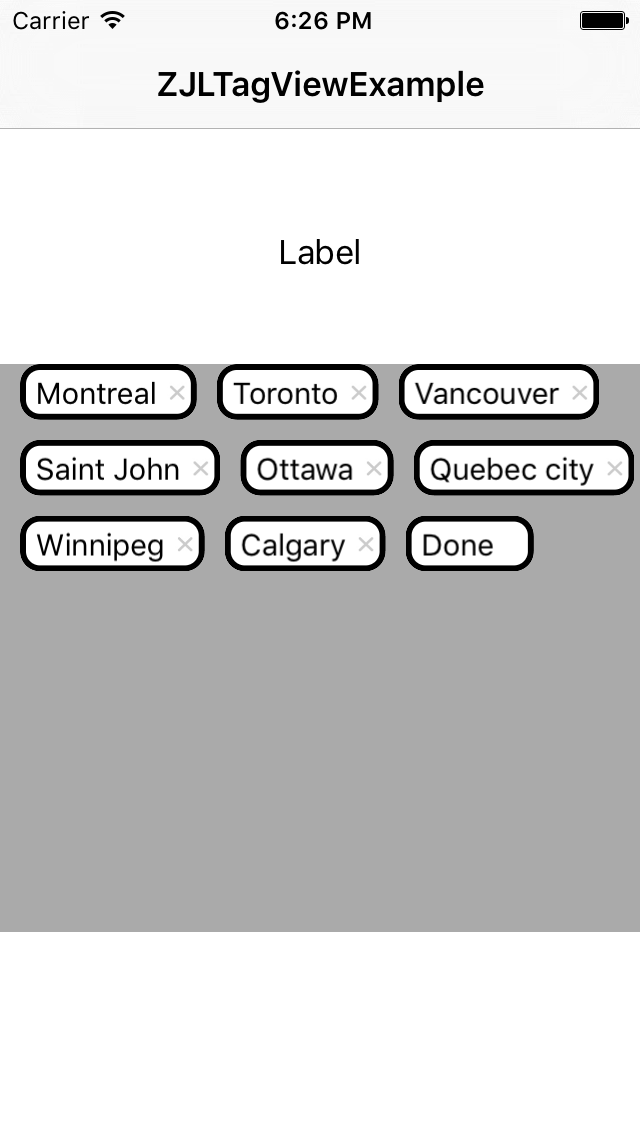 Carrier 6:26 PM
ZJLTagViewExample
Label
Montreal × Toronto × Vancouver ×
Saint John × Ottawa × Quebec city ×
Winnipeg × Calgary × Done